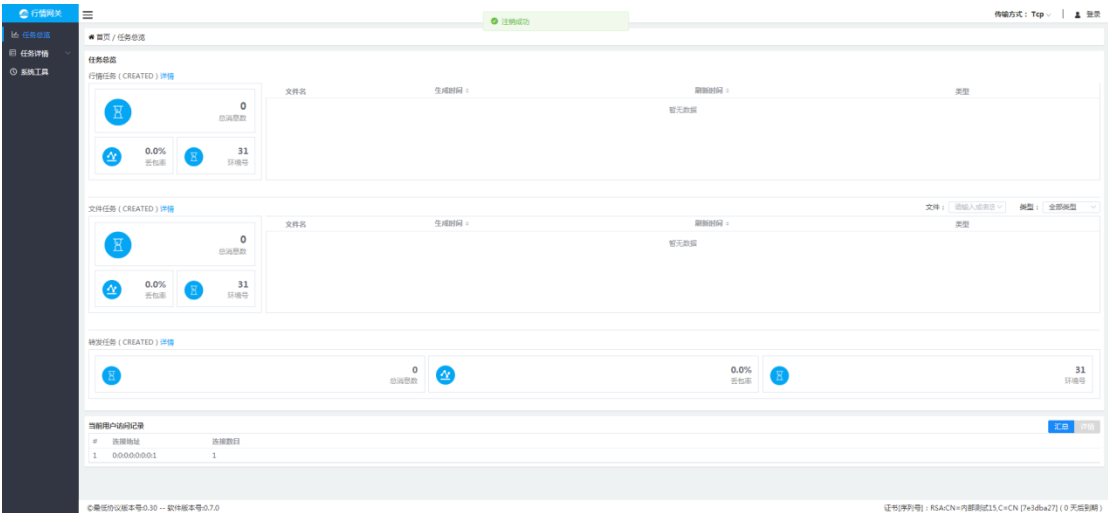 行情网关
注销成功
传输方式： Tcp
登录
任务总览
任务详情
系统工具
首页 / 任务总览
任务总览
行情任务 ( CREATED ) 详情
0
总消息数
0.0%
丢包率
31
环境号
文件名 生成时间 刷新时间 类型
暂无数据
文件任务 ( CREATED ) 详情
文件： 类型： 全部类型
0
总消息数
0.0%
丢包率
31
环境号
文件名 生成时间 刷新时间 类型
暂无数据
转发任务 ( CREATED ) 详情
0
总消息数
0.0%
丢包率
31
环境号
当前用户访问记录
汇总 详情
# 连接地址 连接数目
1 0:0:0:0:0:0:0:1 1
©最低协议版本号:0.30 -- 软件版本号:0.7.0
证书[序列号]：RSA:CN=内部测试15,C=CN [7e3dba27] ( 0 天后到期 )